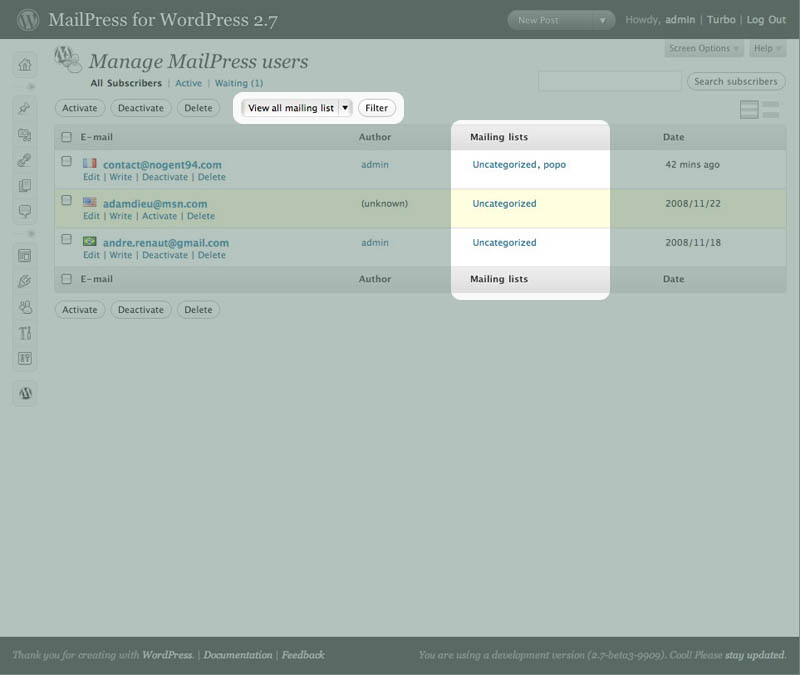 MailPress for WordPress 2.7
New Post
Howdy, admin | Turbo | Log Out
Screen Options
Help
Manage MailPress users
All Subscribers | Active | Waiting (1)
Search subscribers
Activate Deactivate Delete View all mailing list Filter
E-mail Author Mailing lists Date
contact@nogent94.com admin Uncategorized, popo 42 mins ago
Edit | Write | Deactivate | Delete
adamdieu@msn.com (unknown) Uncategorized 2008/11/22
Edit | Write | Activate | Delete
andre.renaut@gmail.com admin Uncategorized 2008/11/18
Edit | Write | Deactivate | Delete
E-mail Author Mailing lists Date
Activate Deactivate Delete
Thank you for creating with WordPress. | Documentation | Feedback
You are using a development version (2.7-beta3-9909). Cool! Please stay updated.